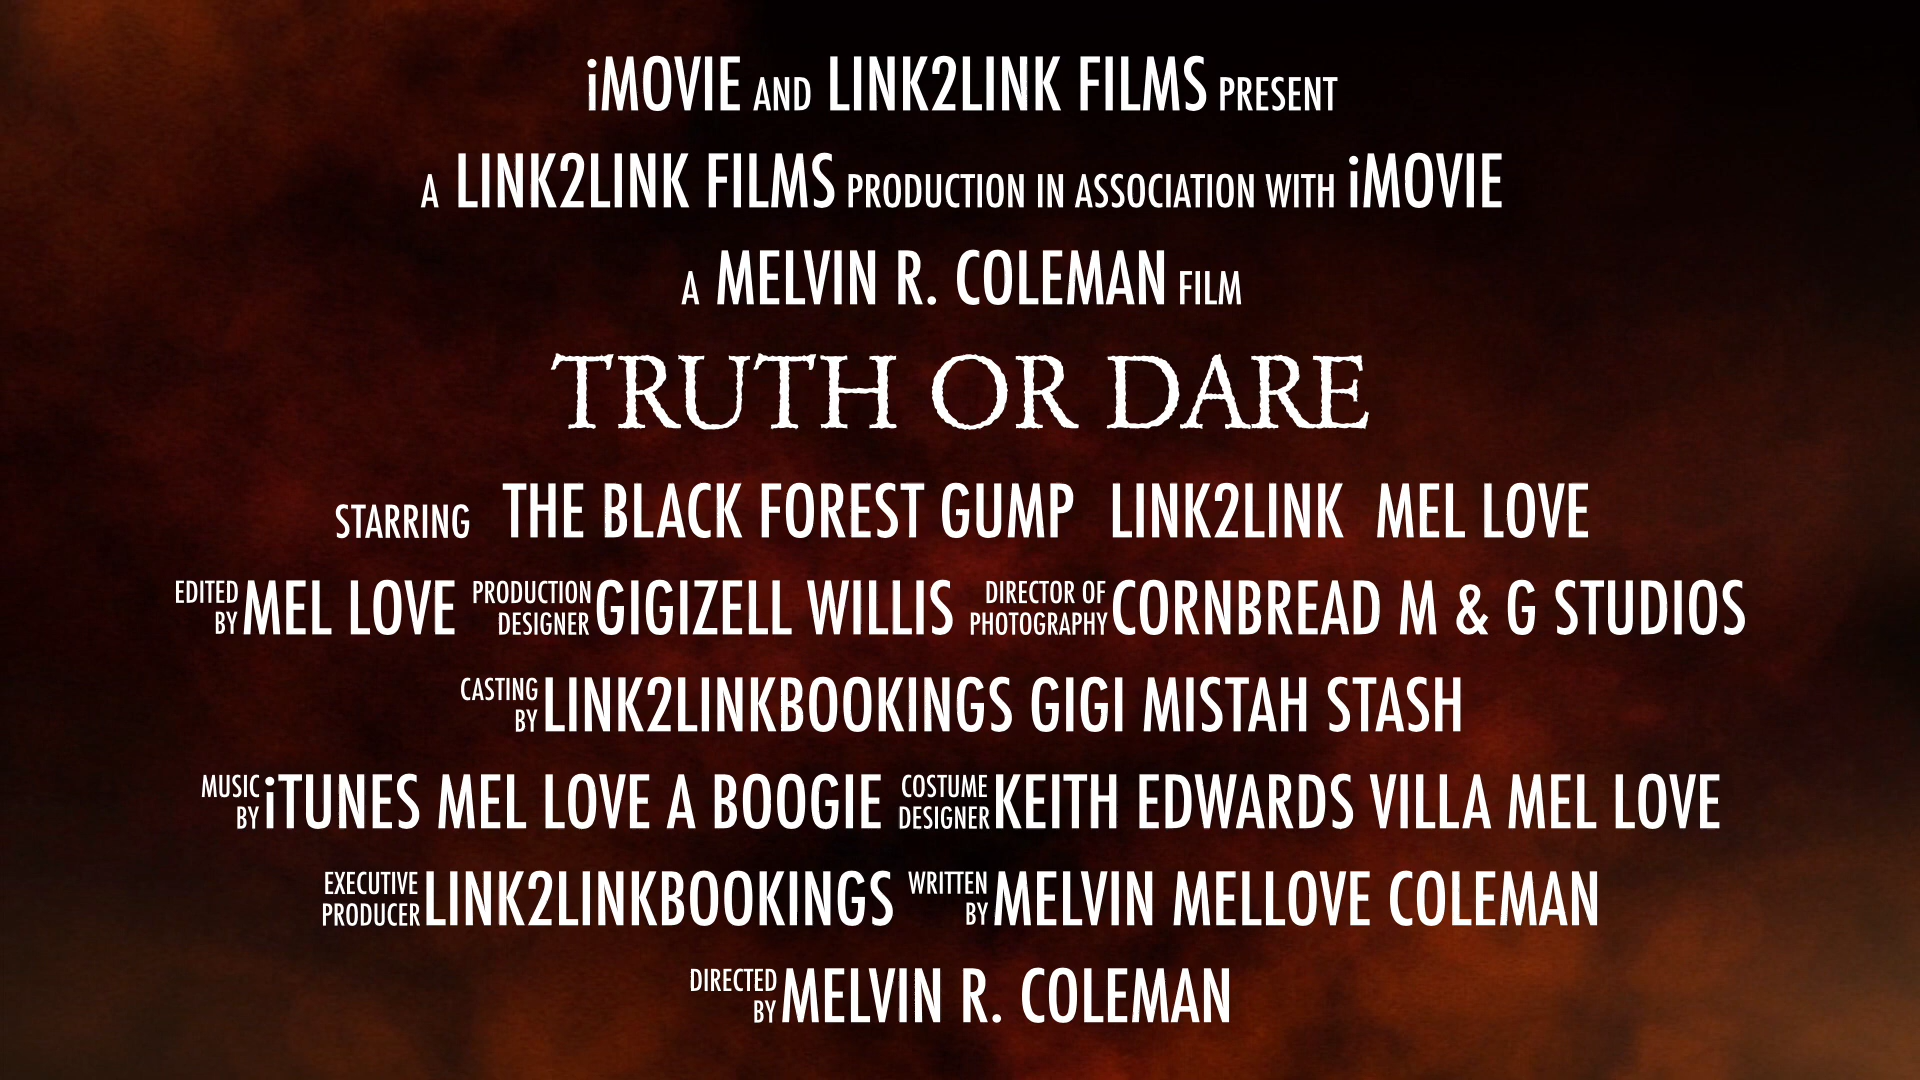 iMOVIE AND LINK2LINK FILMS PRESENT
A LINK2LINK FILMS PRODUCTION IN ASSOCIATION WITH iMOVIE
A MELVIN R. COLEMAN FILM
TRUTH OR DARE
STARRING THE BLACK FOREST GUMP LINK2LINK MEL LOVE
EDITED BY MEL LOVE PRODUCTION DESIGNER GIGIZELL WILLIS DIRECTOR OF PHOTOGRAPHY CORNBREAD M & G STUDIOS
CASTING BY LINK2LINKBOOKINGS GIGI MISTAH STASH
MUSIC BY iTUNES MEL LOVE A BOOGIE COSTUME DESIGNER KEITH EDWARDS VILLA MEL LOVE
EXECUTIVE PRODUCER LINK2LINKBOOKINGS WRITTEN BY MELVIN MELLOVE COLEMAN
DIRECTED BY MELVIN R. COLEMAN